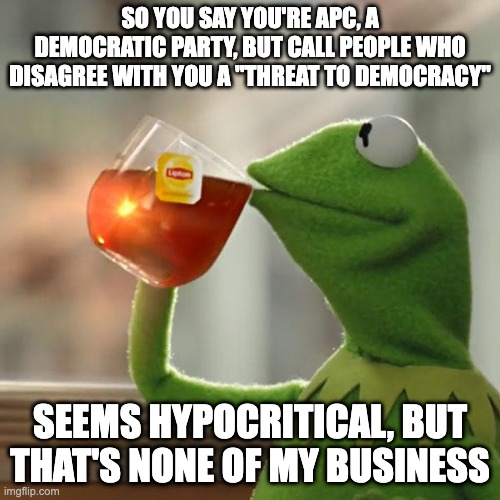 SO YOU SAY YOU'RE APC, A
DEMOCRATIC PARTY, BUT CALL PEOPLE WHO
DISAGREE WITH YOU A "THREAT TO DEMOCRACY"
Lipton
SEEMS HYPOCRITICAL, BUT
THAT'S NONE OF MY BUSINESS
imgflip.com